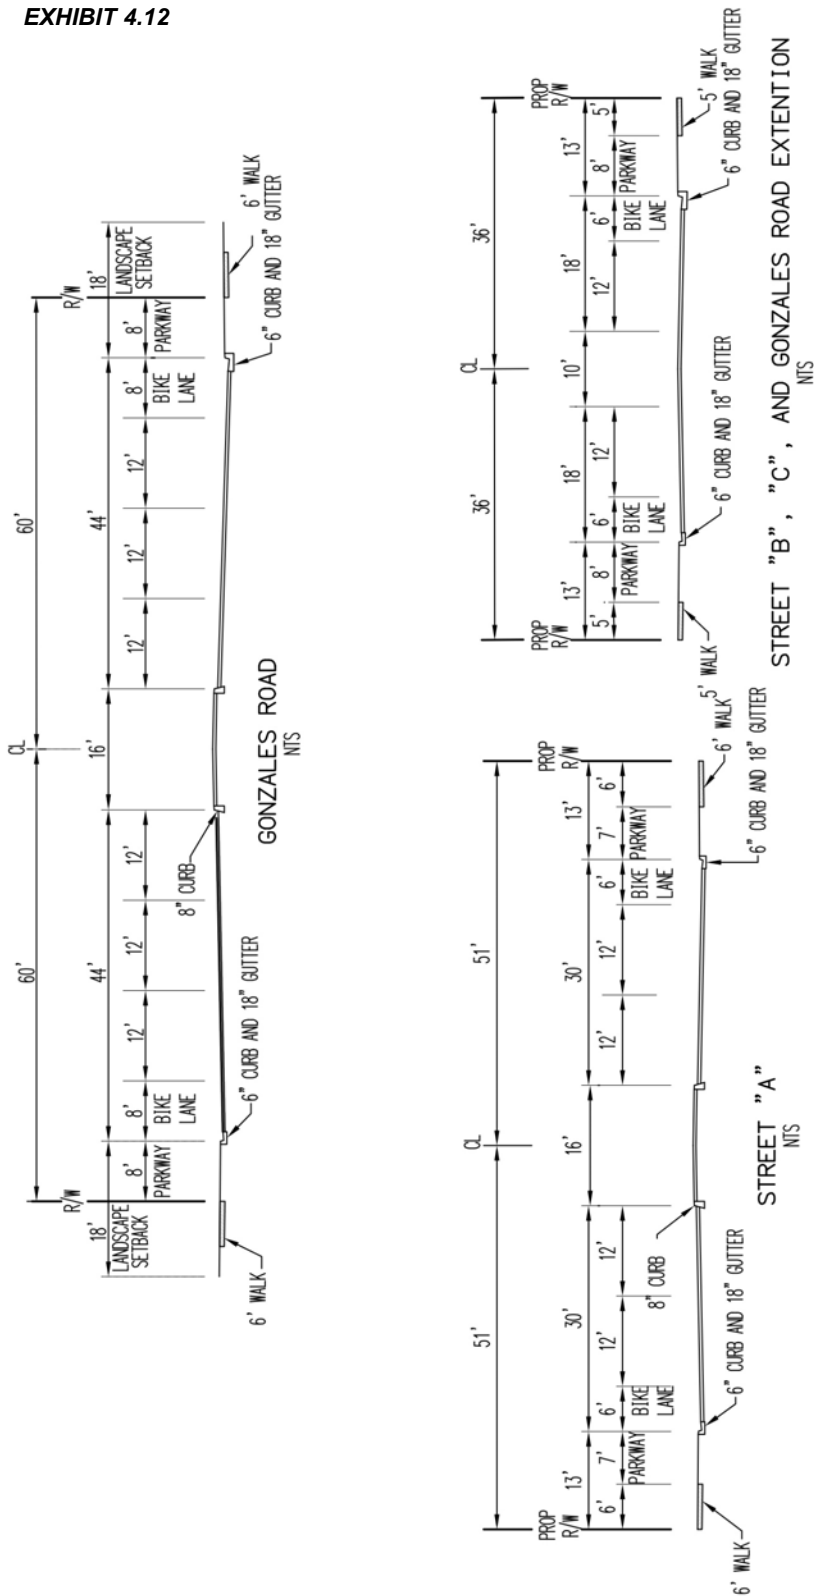 EXHIBIT 4.12
60'
CL
60'
R/W
R/W
18'
44'
16'
44'
18'
LANDSCAPE
SETBACK
8'
PARKWAY
8'
BIKE
LANE
12'
12'
12'
12'
12'
12'
8'
BIKE
LANE
8'
PARKWAY
LANDSCAPE
SETBACK
6' WALK
6" CURB AND 18" GUTTER
8" CURB
6' WALK
6" CURB AND 18" GUTTER
GONZALES ROAD
NTS
51'
CL
51'
PROP
R/W
PROP
R/W
13'
30'
16'
30'
13'
6'
7'
PARKWAY
6'
BIKE
LANE
12'
12'
12'
12'
6'
BIKE
LANE
7'
PARKWAY
6'
6' WALK
6" CURB AND 18" GUTTER
8" CURB
6' WALK
6" CURB AND 18" GUTTER
STREET "A"
NTS
36'
CL
36'
PROP
R/W
PROP
R/W
13'
18'
10'
18'
13'
5'
8'
PARKWAY
6'
BIKE
LANE
12'
12'
6'
BIKE
LANE
8'
PARKWAY
5'
5' WALK
6" CURB AND 18" GUTTER
5' WALK
6" CURB AND 18" GUTTER
STREET "B", "C", AND GONZALES ROAD EXTENTION
NTS